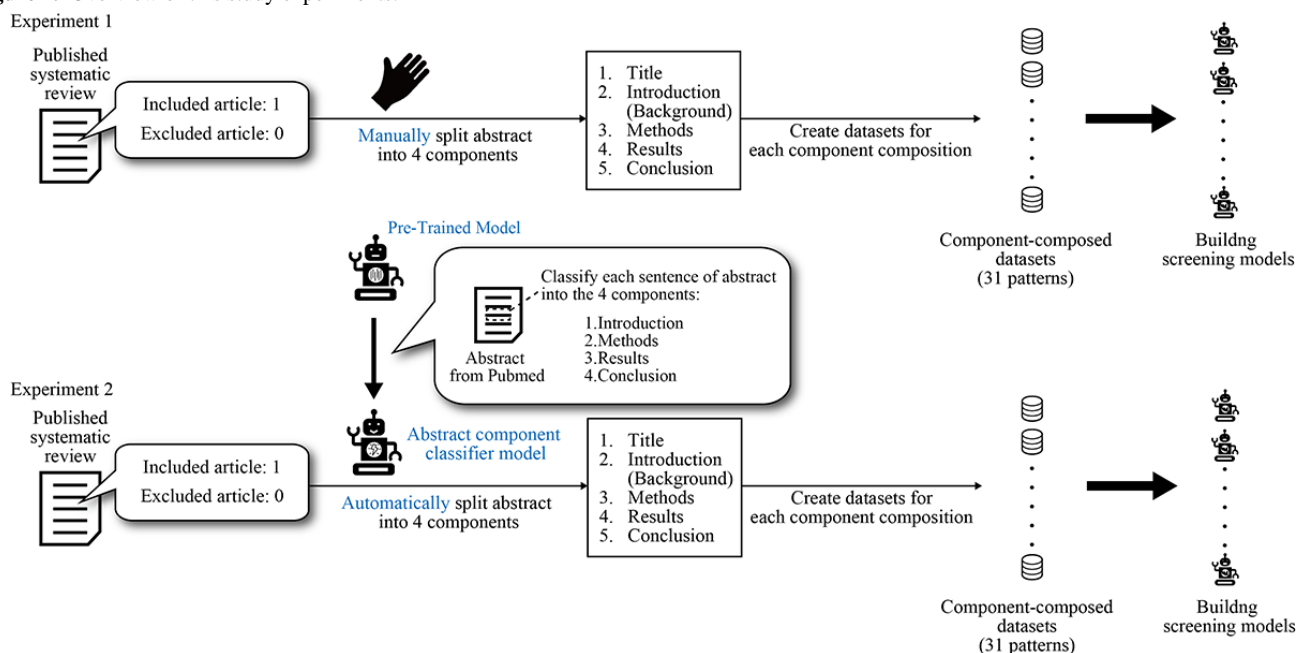 Experiment 1
Published
systematic
review
Included article: 1
Excluded article: 0
Manually split abstract
into 4 components
1. Title
2. Introduction
(Background)
3. Methods
4. Results
5. Conclusion
Create datasets for
each component composition
Component-composed
datasets
(31 patterns)
Buildng
screening models
Pre-Trained Model
Classify each sentence of abstract
into the 4 components:
1.Introduction
2.Methods
3.Results
4.Conclusion
Abstract
from Pubmed
Experiment 2
Published
systematic
review
Included article: 1
Excluded article: 0
Abstract component
classifier model
Automatically split abstract
into 4 components
1. Title
2. Introduction
(Background)
3. Methods
4. Results
5. Conclusion
Create datasets for
each component composition
Component-composed
datasets
(31 patterns)
Buildng
screening models